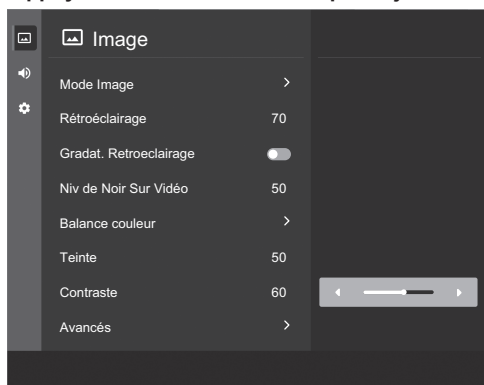 Image
Mode Image
Rétroéclairage 70
Gradat. Retroeclairage
Niv de Noir Sur Vidéo 50
Balance couleur
Teinte 50
Contraste 60
Avancés